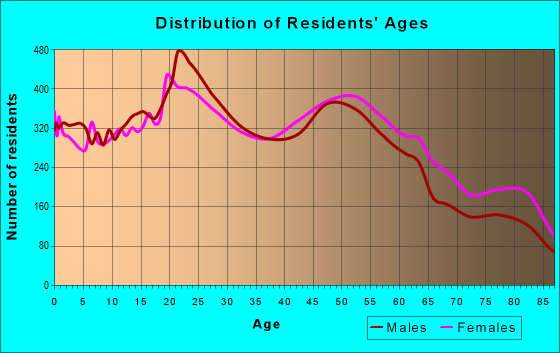 Distribution of Residents' Ages
Number of residents
480
400
320
240
160
80
0
0 5 10 15 20 25 30 35 40 45 50 55 60 65 70 75 80 85
Age
Males Females